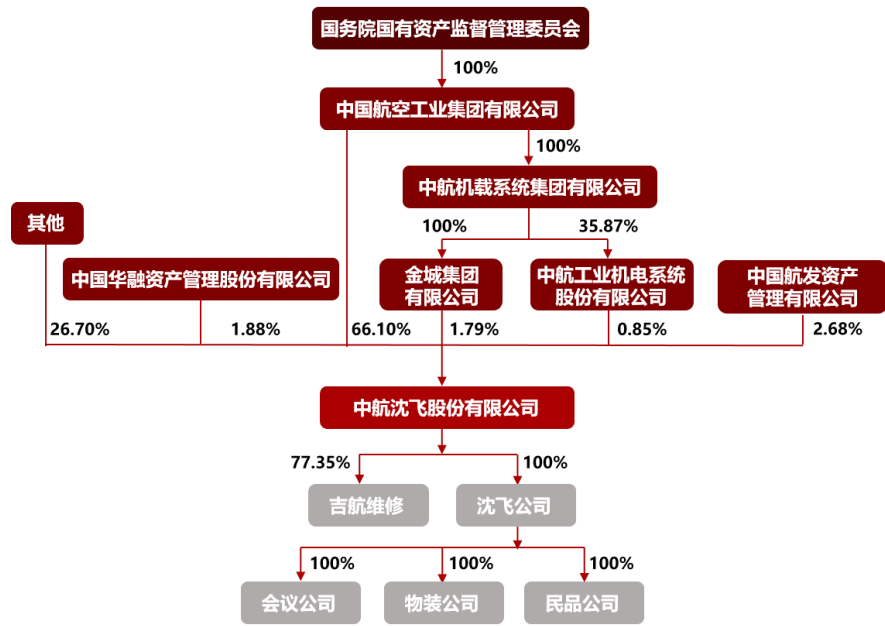 国务院国有资产监督管理委员会
100%
中国航空工业集团有限公司
100%
中航机载系统集团有限公司
其他
100%
35.87%
中国华融资产管理股份有限公司
金城集团
有限公司
中航工业机电系统
股份有限公司
中国航发资产
管理有限公司
26.70%
1.88%
66.10%
1.79%
0.85%
2.68%
中航沈飞股份有限公司
77.35%
100%
吉航维修
沈飞公司
100%
100%
100%
会议公司
物装公司
民品公司